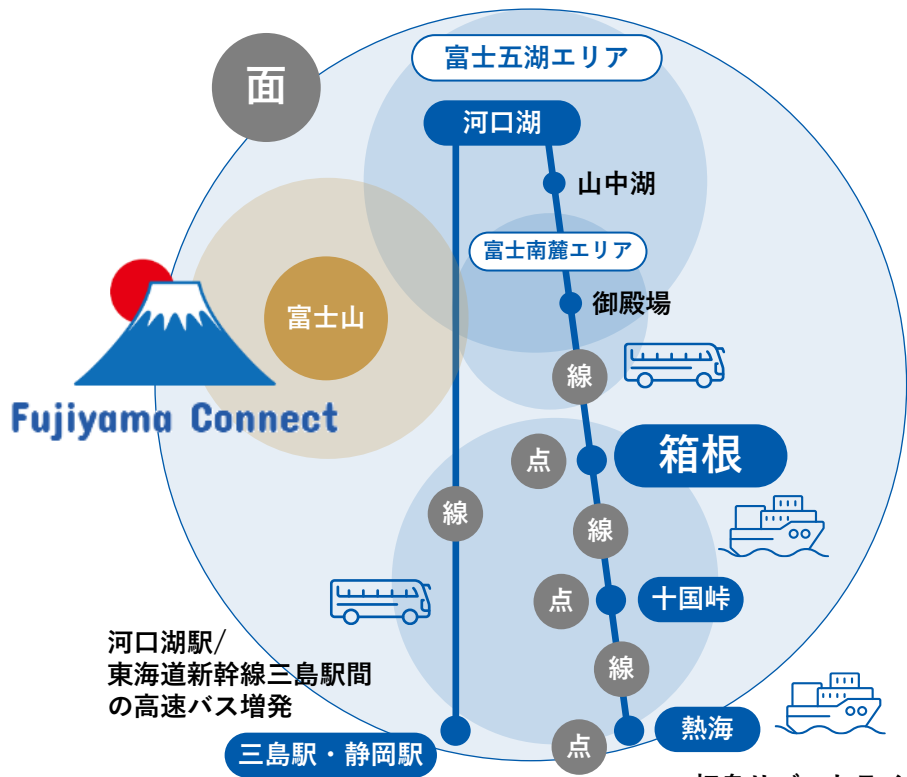 富士五湖エリア
面
河口湖
山中湖
富士南麓エリア
御殿場
富士山
線
Fujiyama Connect
箱根
点
線
線
十国峠
点
河口湖駅/
東海道新幹線三島駅間
の高速バス増発
線
熱海
三島駅・静岡駅
点